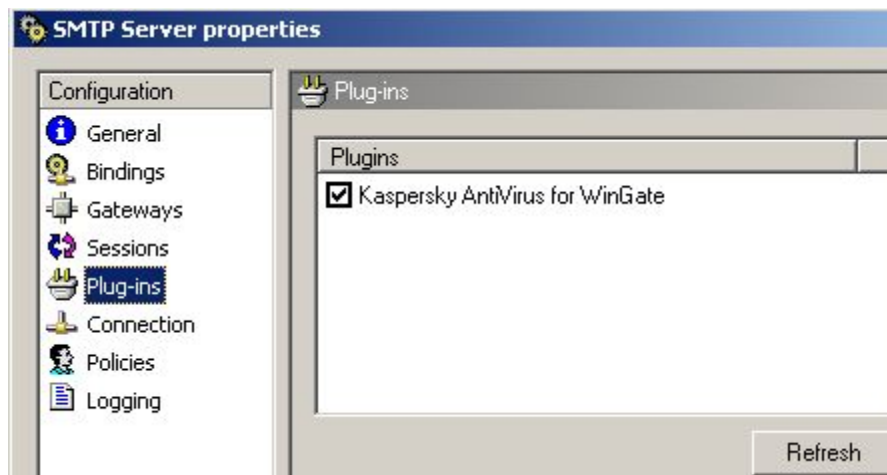 SMTP Server properties
Configuration
General
Bindings
Gateways
Sessions
Plug-ins
Connection
Policies
Logging
Plug-ins
Plugins
Kaspersky AntiVirus for WinGate
Refresh